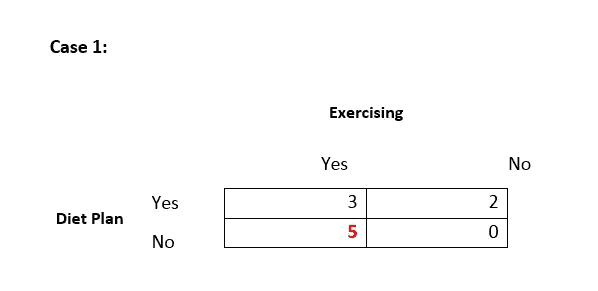 Case 1:
Exercising
Yes No
Yes 3 2
Diet Plan
No 5 0